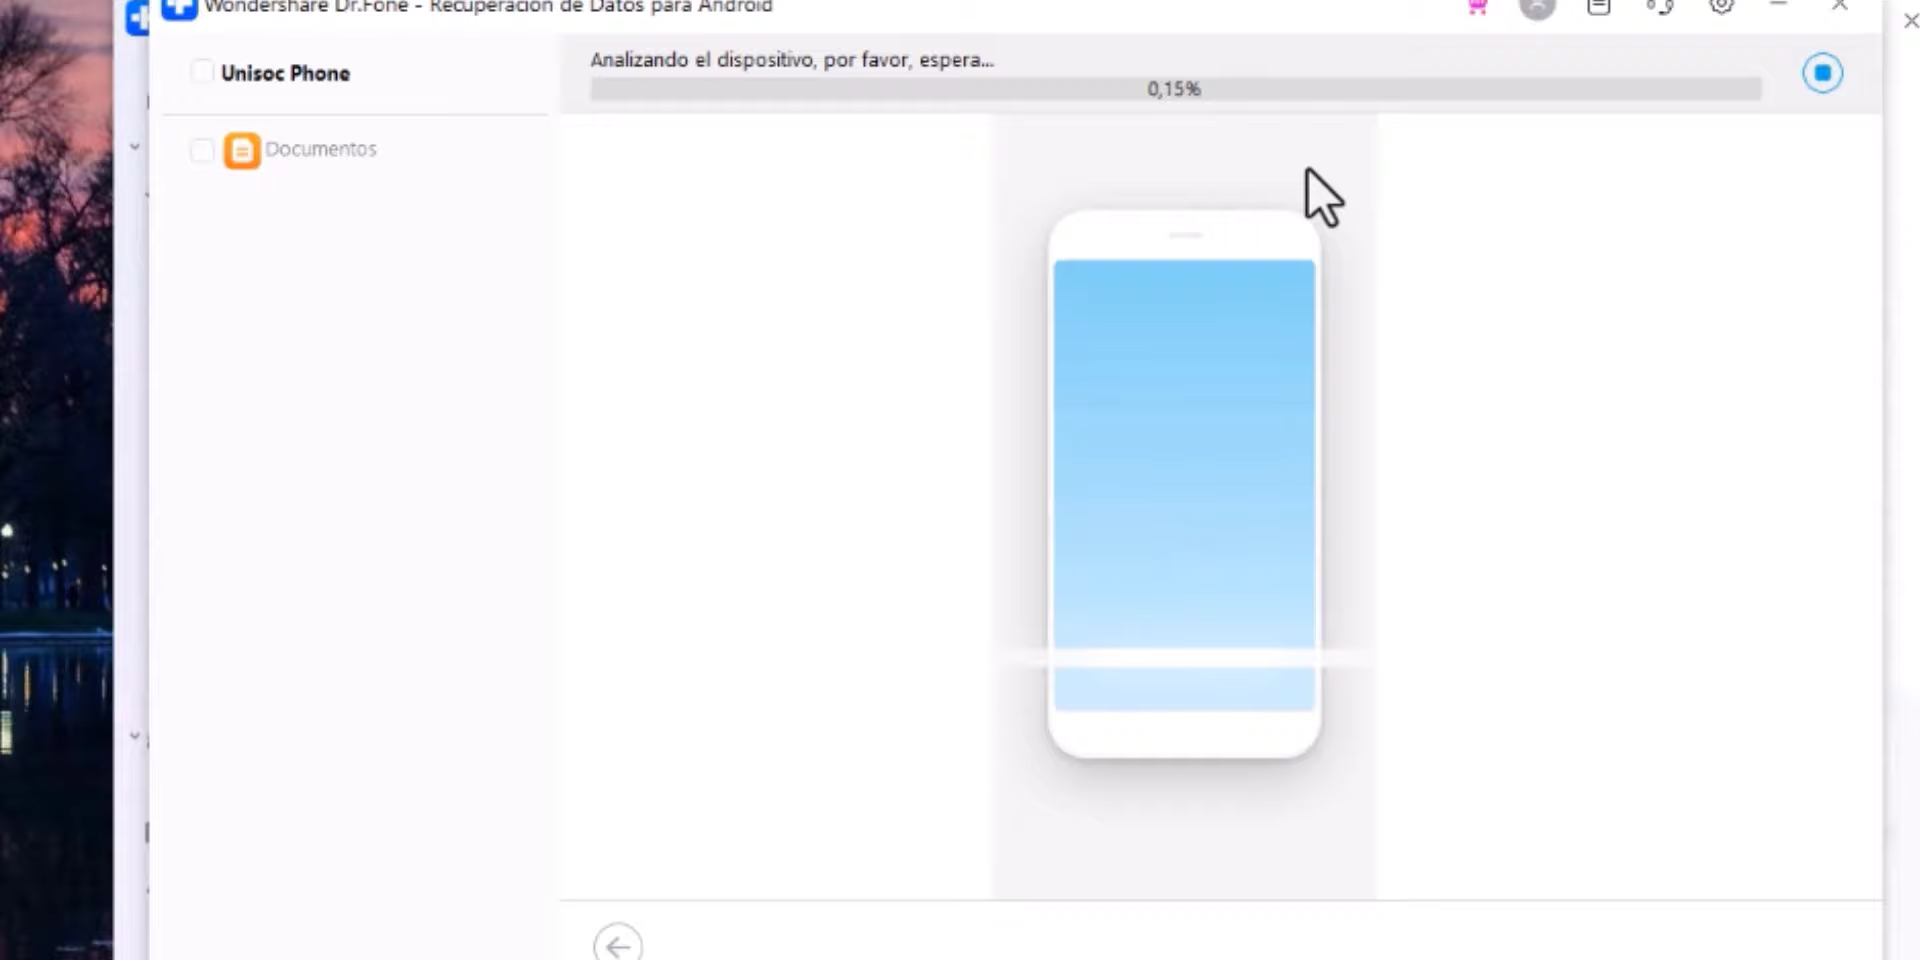 Wondershare Dr.Fone - Recuperación de Datos para Android
Unisoc Phone
Analizando el dispositivo, por favor, espera...
0,15%
Documentos